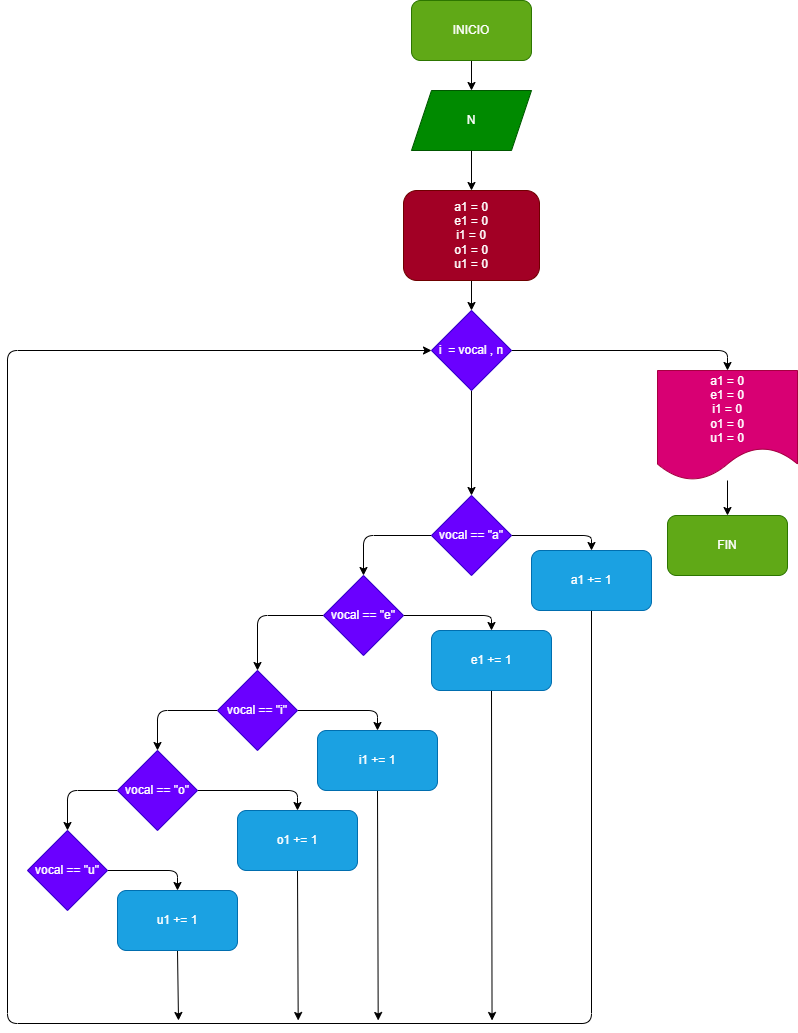 INICIO
N
a1 = 0
e1 = 0
i1 = 0
o1 = 0
u1 = 0
i  = vocal , n
a1 = 0
e1 = 0
i1 = 0
o1 = 0
u1 = 0
vocal == "a"
FIN
a1 += 1
vocal == "e"
e1 += 1
vocal == "i"
i1 += 1
vocal == "o"
o1 += 1
vocal == "u"
u1 += 1